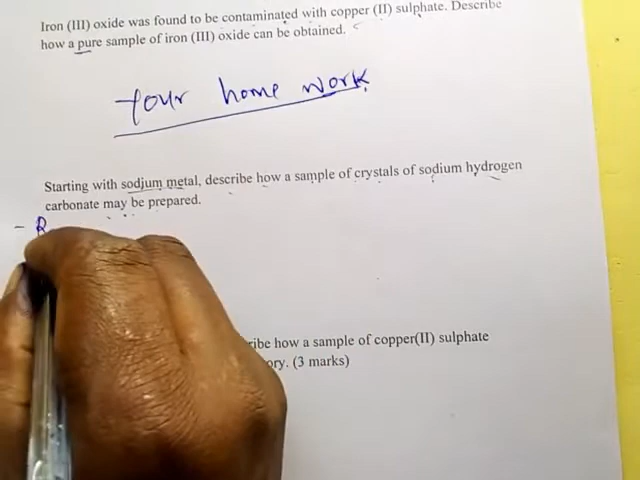 Iron (III) oxide was found to be contaminated with copper (II) sulphate. Describe
how a pure sample of iron (III) oxide can be obtained.
Your home work
Starting with sodium metal, describe how a sample of crystals of sodium hydrogen
carbonate may be prepared.
- R
how a sample of copper(II) sulphate
(3 marks)